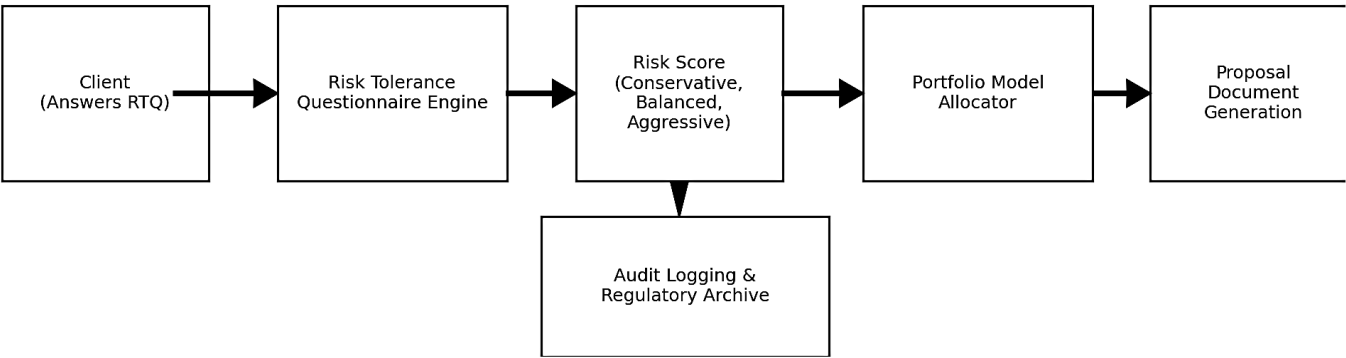 Client
(Answers RTQ)
Risk Tolerance
Questionnaire Engine
Risk Score
(Conservative,
Balanced,
Aggressive)
Portfolio Model
Allocator
Proposal
Document
Generation
Audit Logging &
Regulatory Archive